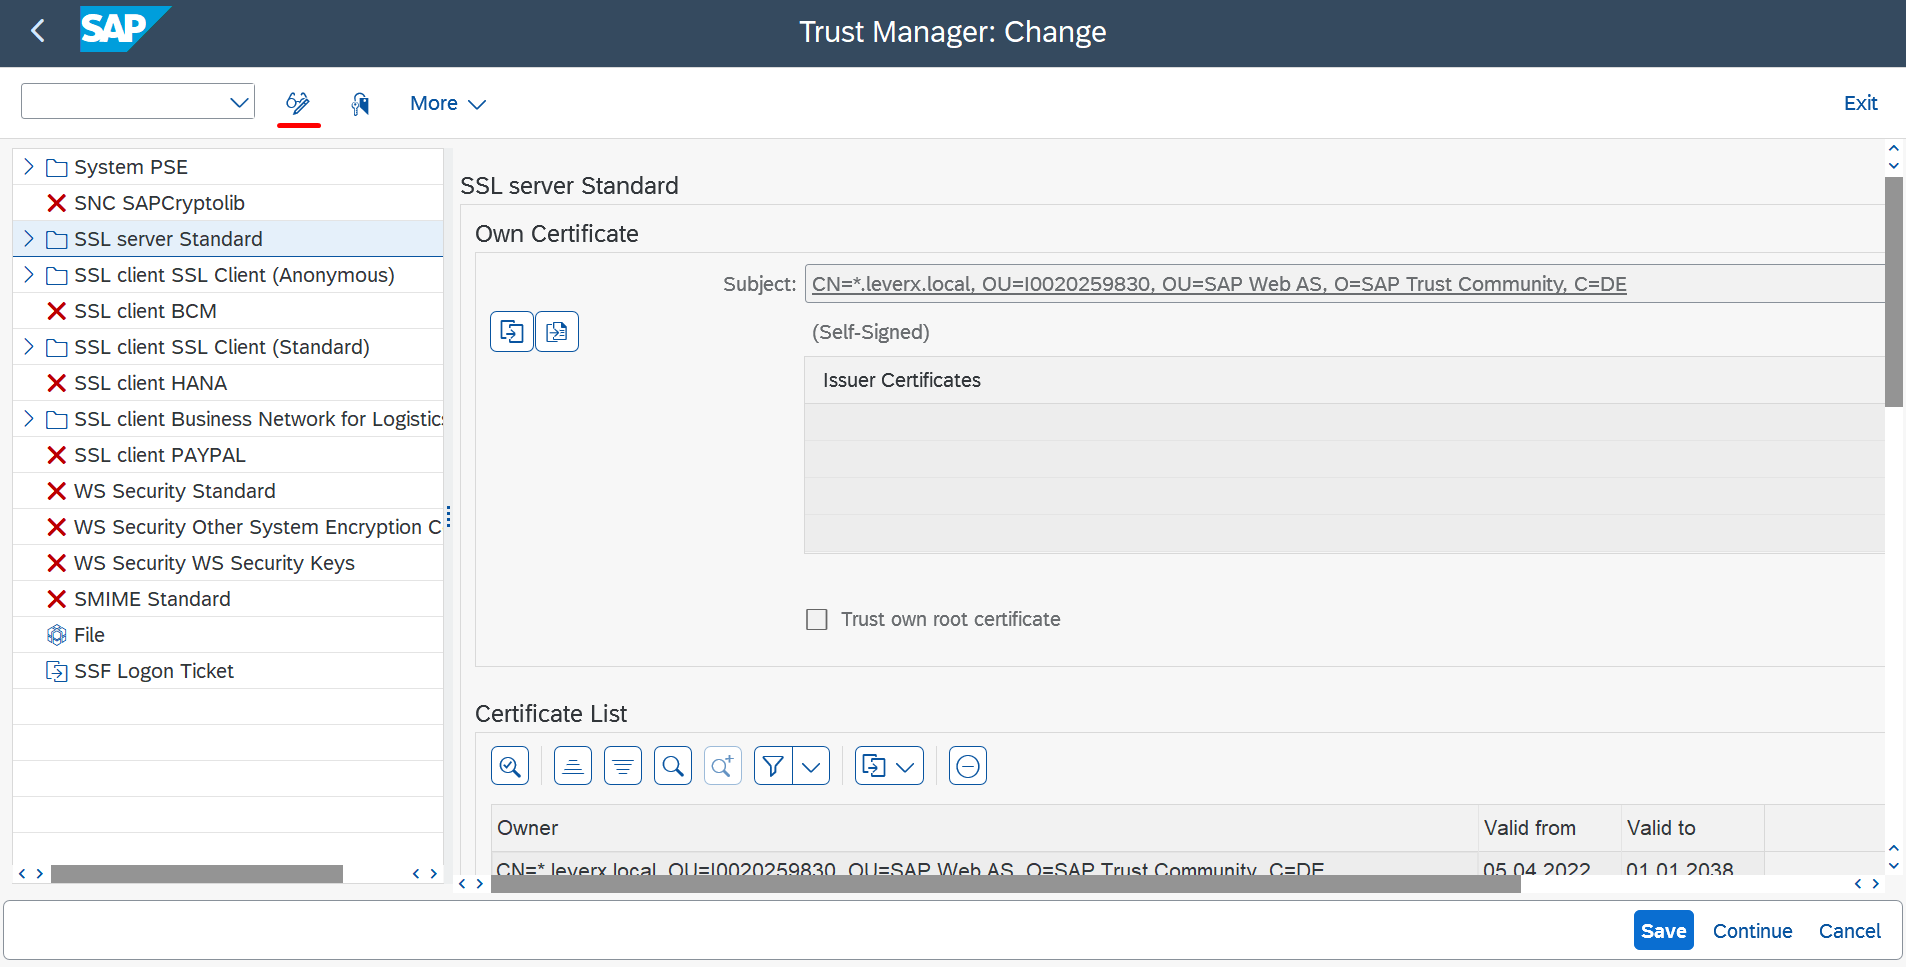 SAP
Trust Manager: Change
More
Exit
System PSE
SNC SAPCryptolib
SSL server Standard
SSL client SSL Client (Anonymous)
SSL client BCM
SSL client SSL Client (Standard)
SSL client HANA
SSL client Business Network for Logistics
SSL client PAYPAL
WS Security Standard
WS Security Other System Encryption C
WS Security WS Security Keys
SMIME Standard
File
SSF Logon Ticket
SSL server Standard
Own Certificate
Subject: CN=*.leverx.local, OU=I0020259830, OU=SAP Web AS, O=SAP Trust Community, C=DE
(Self-Signed)
Issuer Certificates
Trust own root certificate
Certificate List
Owner Valid from Valid to
CN=*.leverx.local, OU=I0020259830, OU=SAP Web AS, O=SAP Trust Community, C=DE 05.04.2022 01.01.2038
Save Continue Cancel